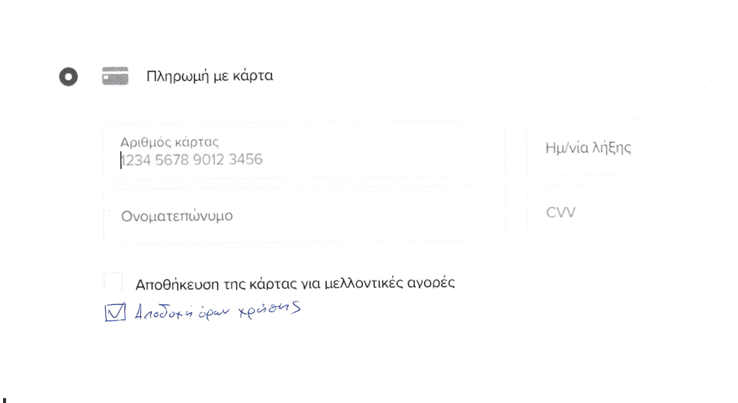 Πληρωμή με κάρτα
Αριθμός κάρτας
1234 5678 9012 3456
Ημ/νία λήξης
Ονοματεπώνυμο
CVV
Αποθήκευση της κάρτας για μελλοντικές αγορές
Αποδοχή όρων χρήσης